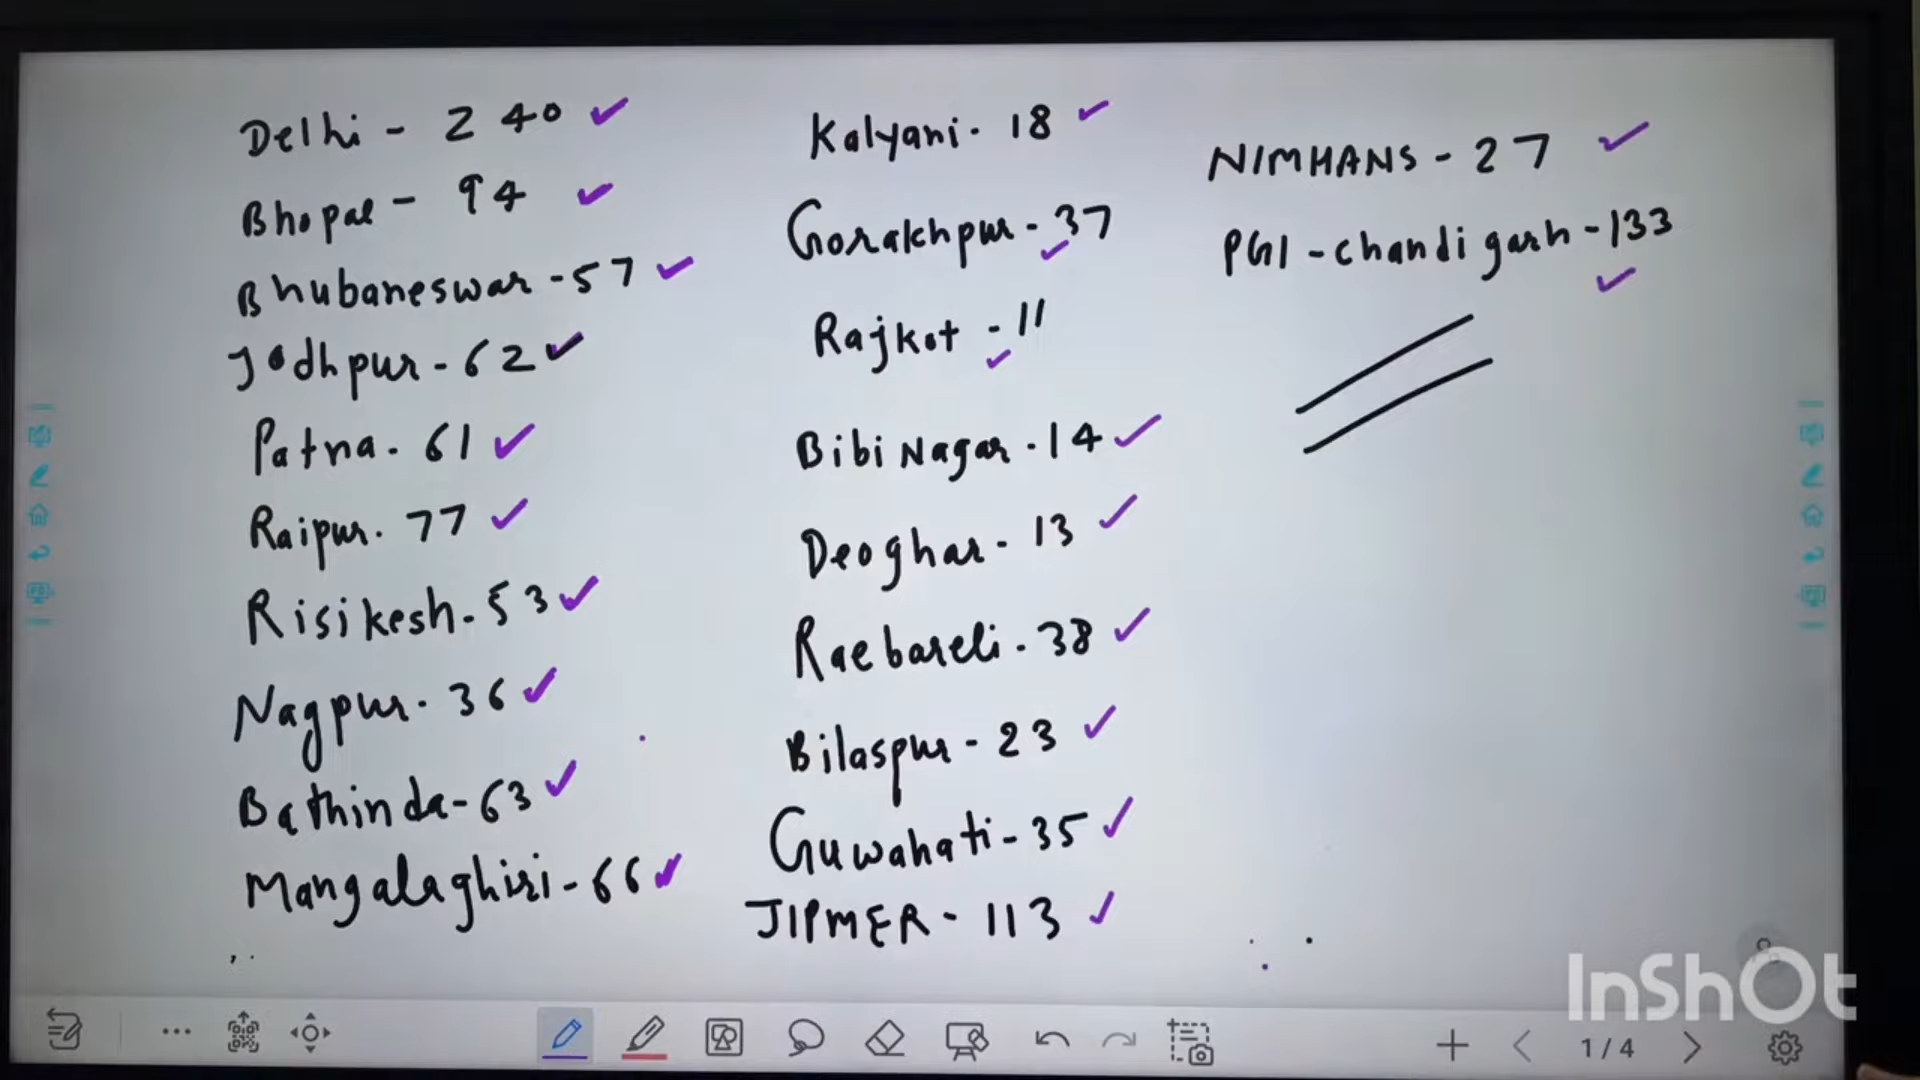 Delhi - 240
Bhopal - 94
Bhubaneswar - 57
Jodhpur - 62
Patna - 61
Raipur - 77
Risikesh - 53
Nagpur - 36
Bathinda - 63
Mangalaghiri - 66
Kalyani - 18
Gorakhpur - 37
Rajkot - 11
Bibi Nagar - 14
Deoghar - 13
Raebareli - 38
Bilaspur - 23
Guwahati - 35
JIPMER - 113
NIMHANS - 27
PGI - chandigarh - 133
1/4
InShOt